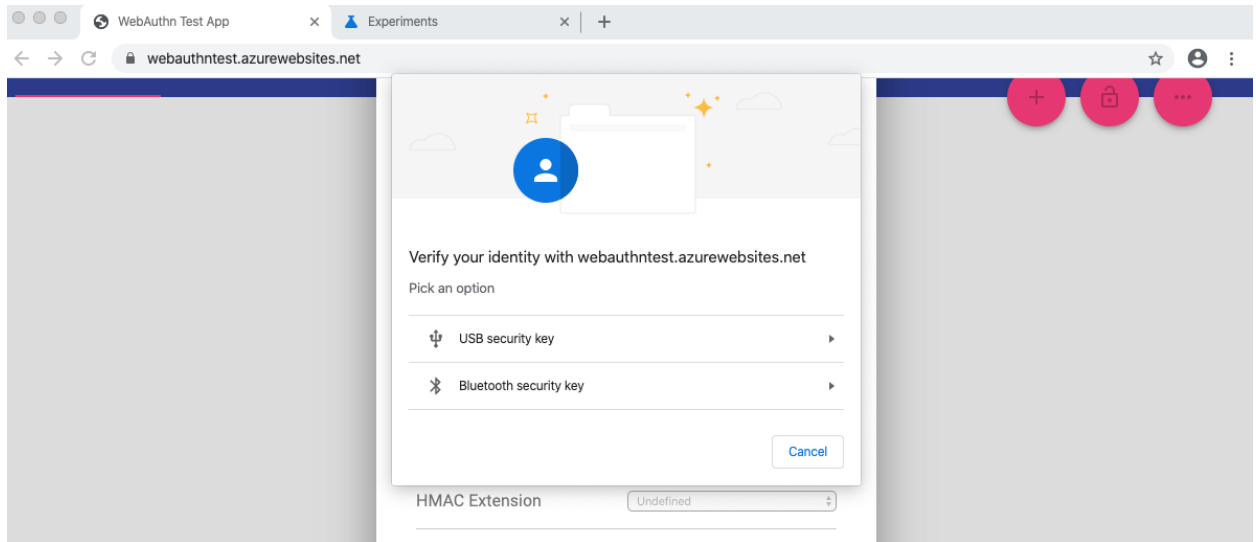 WebAuthn Test App
Experiments
webauthntest.azurewebsites.net
Verify your identity with webauthntest.azurewebsites.net
Pick an option
USB security key
Bluetooth security key
Cancel
HMAC Extension
Undefined